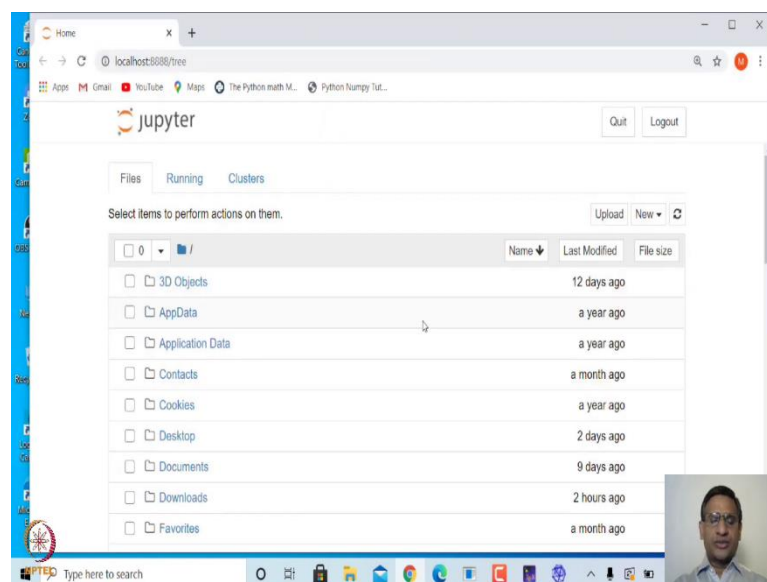 Home
localhost:8888/tree
M
Apps Gmail YouTube Maps The Python math M... Python Numpy Tut...
jupyter
Quit Logout
Files Running Clusters
Select items to perform actions on them.
Upload New
0 / Name Last Modified File size
3D Objects 12 days ago
AppData a year ago
Application Data a year ago
Contacts a month ago
Cookies a year ago
Desktop 2 days ago
Documents 9 days ago
Downloads 2 hours ago
Favorites a month ago
Type here to search